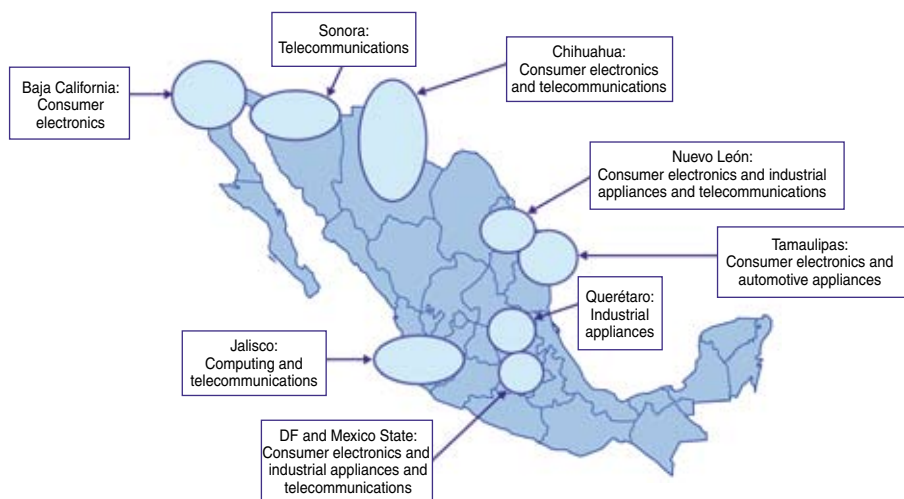 Sonora:
Telecommunications
Chihuahua:
Consumer electronics
and telecommunications
Baja California:
Consumer
electronics
Nuevo León:
Consumer electronics and industrial
appliances and telecommunications
Tamaulipas:
Consumer electronics and
automotive appliances
Querétaro:
Industrial
appliances
Jalisco:
Computing and
telecommunications
DF and Mexico State:
Consumer electronics and
industrial appliances and
telecommunications